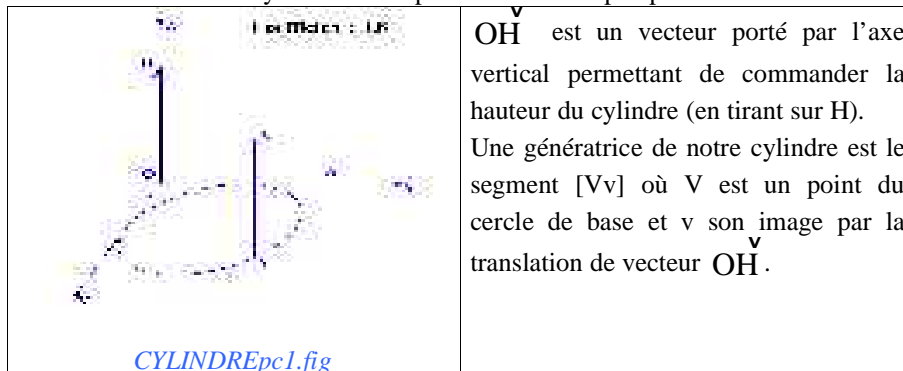 OH est un vecteur porté par l'axe
vertical permettant de commander la
hauteur du cylindre (en tirant sur H).
Une génératrice de notre cylindre est le
segment [Vv] où V est un point du
cercle de base et v son image par la
translation de vecteur OH.
CYLINDREpc1.fig